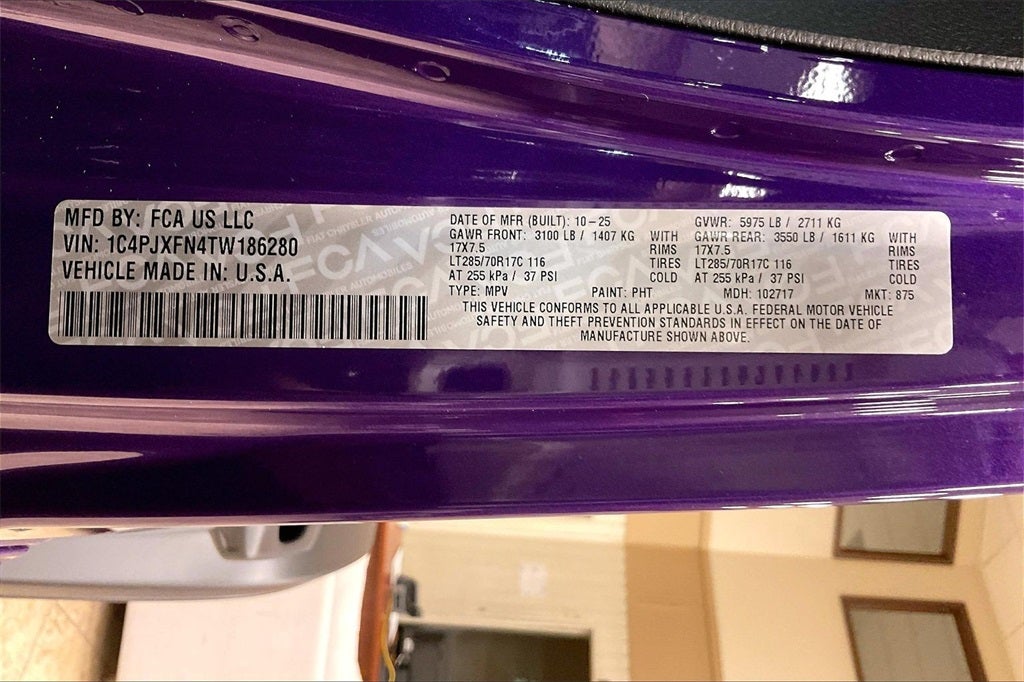 MFD BY: FCA US LLC
VIN: 1C4PJXFN4TW186280
VEHICLE MADE IN: U.S.A.
DATE OF MFR (BUILT): 10-25
GAWR FRONT: 3100 LB / 1407 KG WITH
17X7.5 RIMS
LT285/70R17C 116 TIRES
AT 255 kPa / 37 PSI COLD
GVWR: 5975 LB / 2711 KG
GAWR REAR: 3550 LB / 1611 KG WITH
17X7.5 RIMS
LT285/70R17C 116 TIRES
AT 255 kPa / 37 PSI COLD
TYPE: MPV PAINT: PHT MDH: 102717 MKT: 875
THIS VEHICLE CONFORMS TO ALL APPLICABLE U.S.A. FEDERAL MOTOR VEHICLE
SAFETY AND THEFT PREVENTION STANDARDS IN EFFECT ON THE DATE OF
MANUFACTURE SHOWN ABOVE.